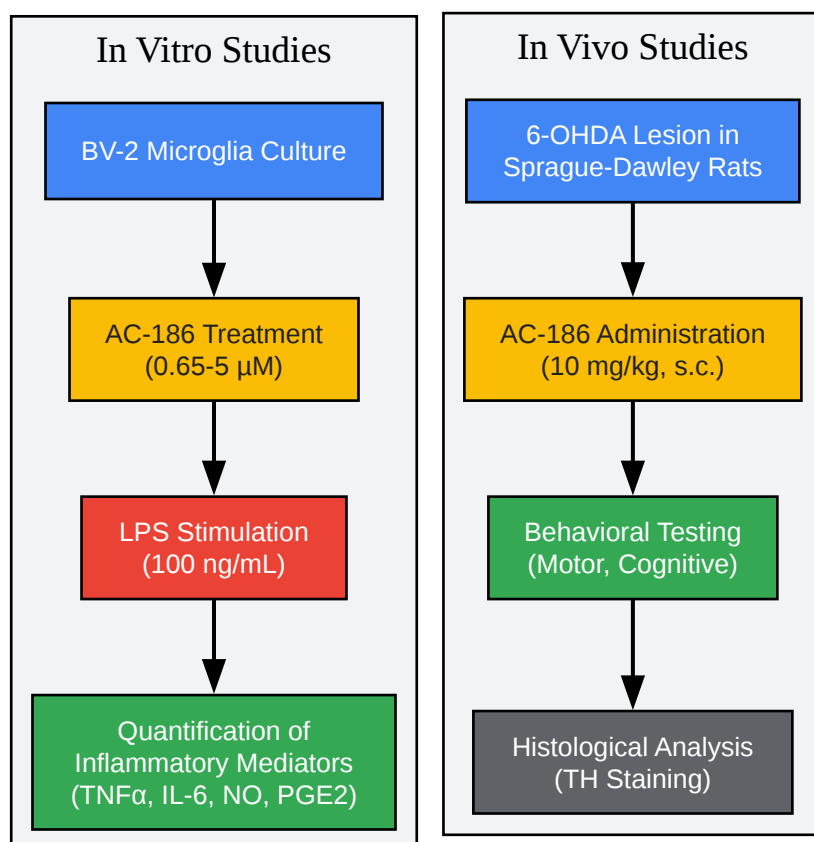 In Vitro Studies
BV-2 Microglia Culture
AC-186 Treatment
(0.65-5 µM)
LPS Stimulation
(100 ng/mL)
Quantification of
Inflammatory Mediators
(TNFα, IL-6, NO, PGE2)
In Vivo Studies
6-OHDA Lesion in
Sprague-Dawley Rats
AC-186 Administration
(10 mg/kg, s.c.)
Behavioral Testing
(Motor, Cognitive)
Histological Analysis
(TH Staining)